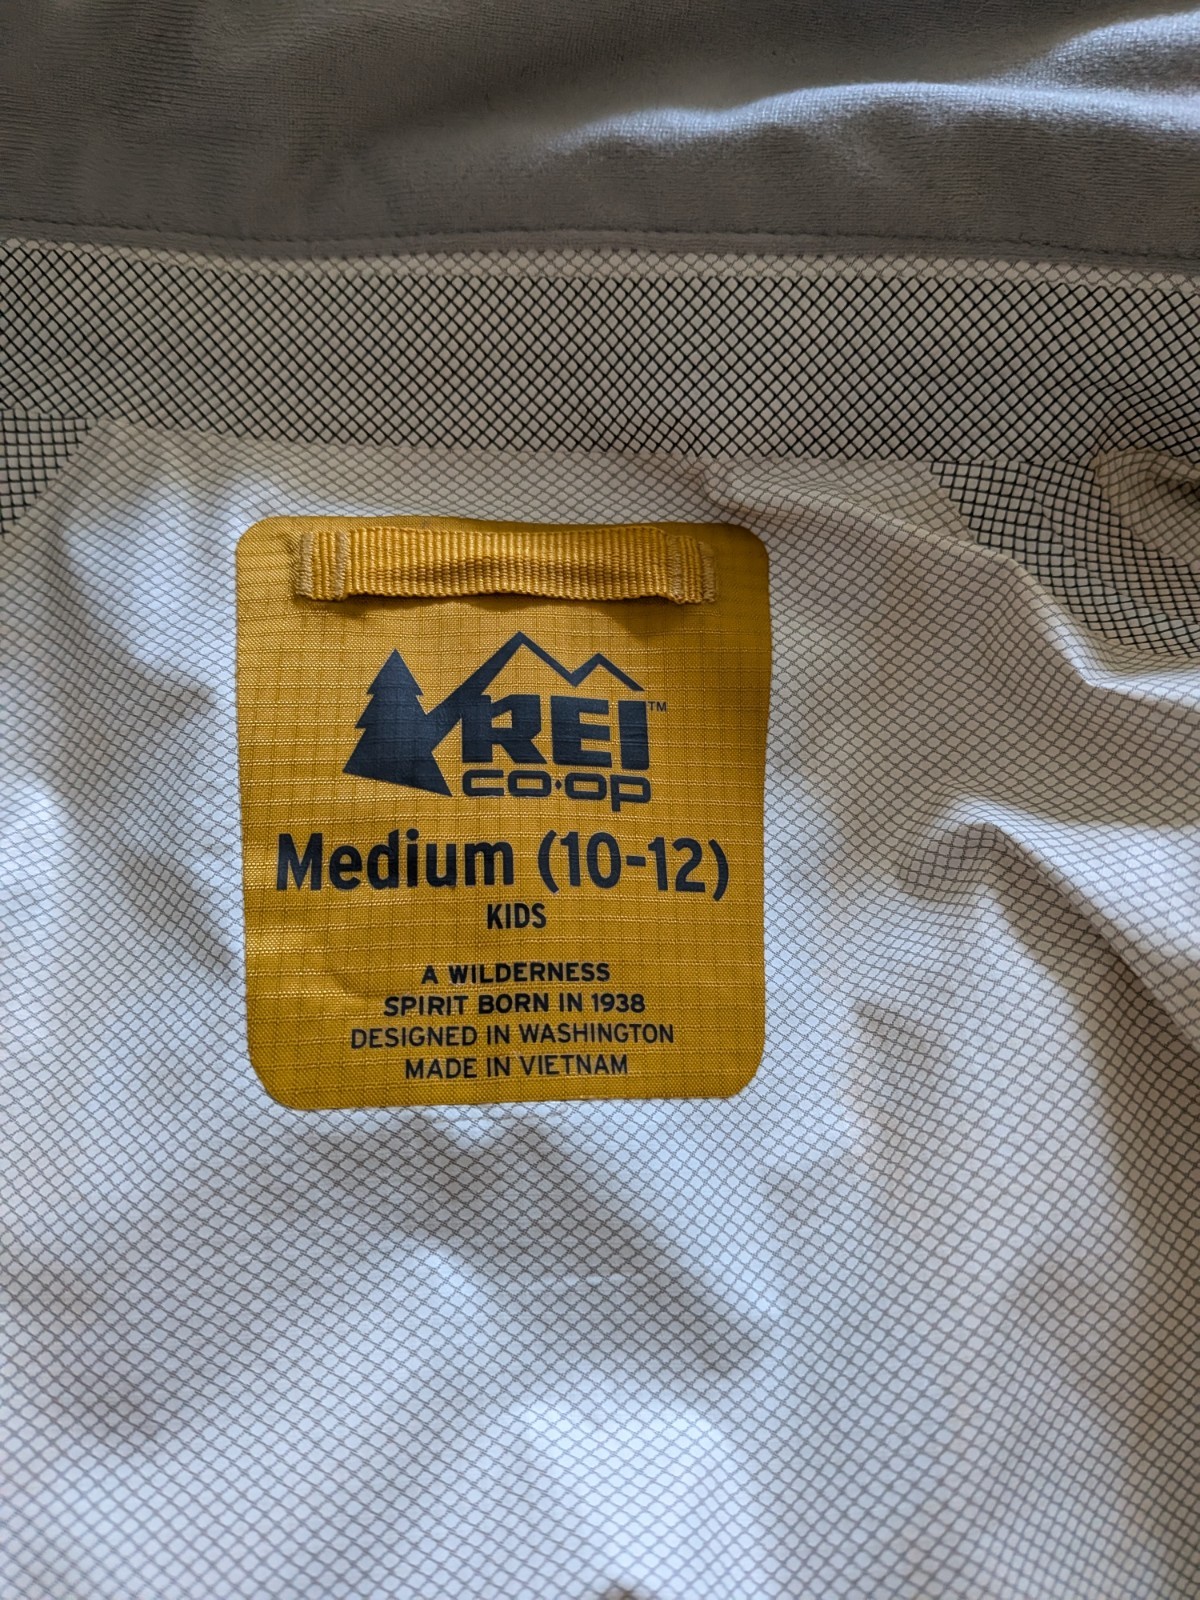 REI™
CO·OP
Medium (10-12)
KIDS
A WILDERNESS
SPIRIT BORN IN 1938
DESIGNED IN WASHINGTON
MADE IN VIETNAM